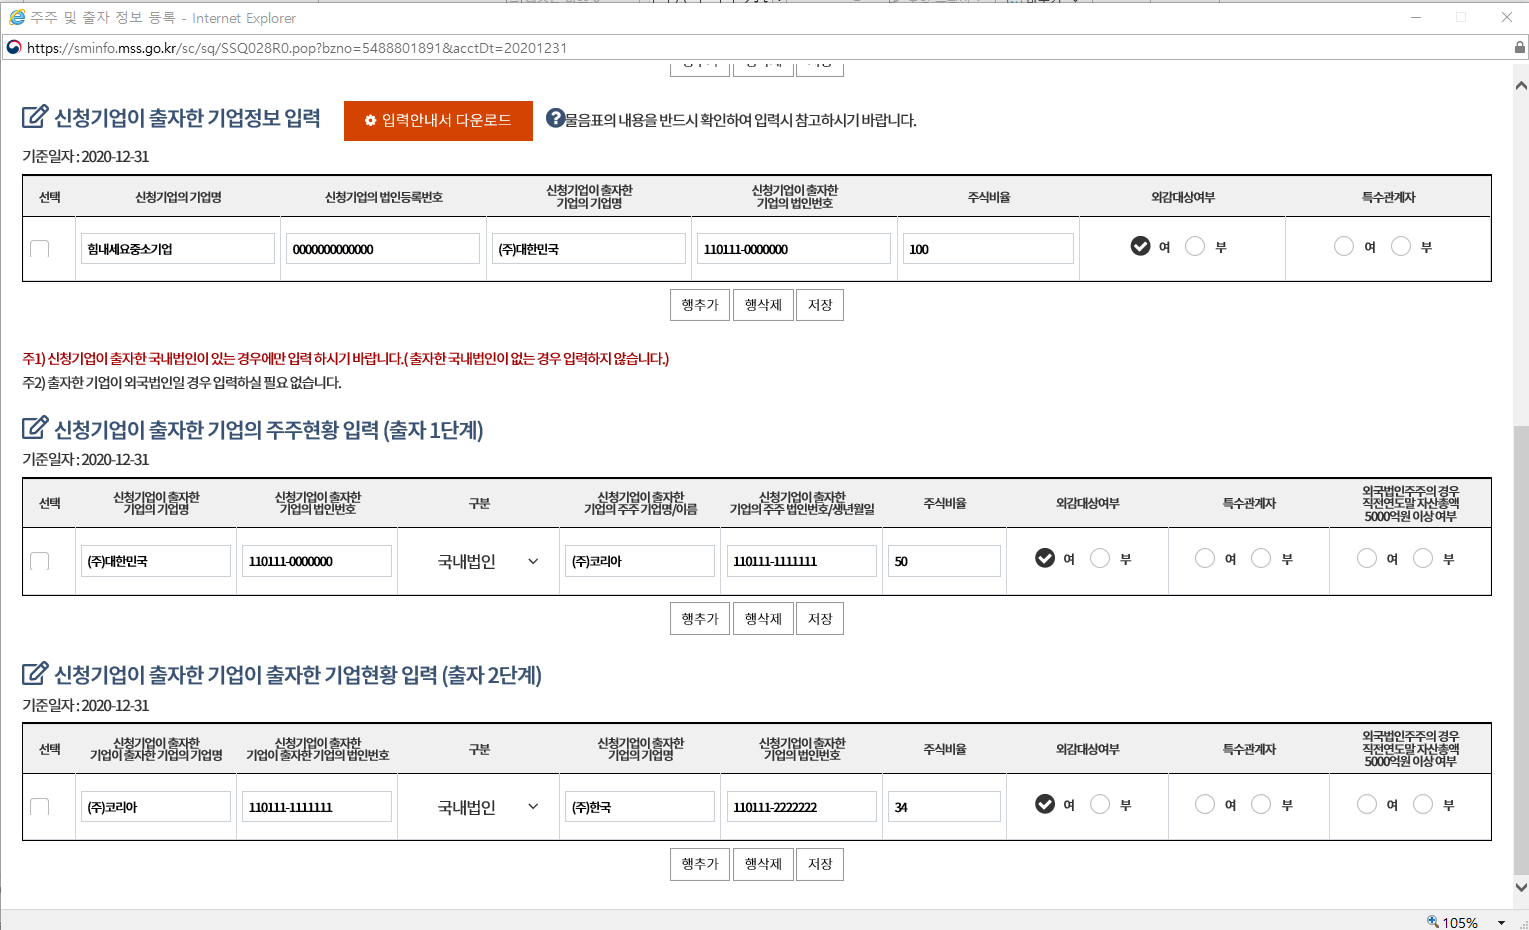 주주 및 출자 정보 등록 - Internet Explorer
https://sminfo.mss.go.kr/sc/sq/SSQ028R0.pop?bzno=5488801891&acctDt=20201231
신청기업이 출자한 기업정보 입력 입력안내서 다운로드 ?물음표의 내용을 반드시 확인하여 입력시 참고하시기 바랍니다.
기준일자 : 2020-12-31
선택 신청기업의 기업명 신청기업의 법인등록번호 신청기업이 출자한 기업의 기업명 신청기업이 출자한 기업의 법인번호 주식비율 외감대상여부 특수관계자
힘내세요중소기업 0000000000000 (주)대한민국 110111-0000000 100 여 부 여 부
행추가 행삭제 저장
주1) 신청기업이 출자한 국내법인이 있는 경우에만 입력 하시기 바랍니다.( 출자한 국내법인이 없는 경우 입력하지 않습니다.)
주2) 출자한 기업이 외국법인일 경우 입력하실 필요 없습니다.
신청기업이 출자한 기업의 주주현황 입력 (출자 1단계)
기준일자 : 2020-12-31
선택 신청기업이 출자한 기업의 기업명 신청기업이 출자한 기업의 법인번호 구분 신청기업이 출자한 기업의 주주 기업명/이름 신청기업이 출자한 기업의 주주 법인번호/생년월일 주식비율 외감대상여부 특수관계자 외국법인주주의 경우 직전연도말 자산총액 5000억원 이상 여부
(주)대한민국 110111-0000000 국내법인 (주)코리아 110111-1111111 50 여 부 여 부 여 부
행추가 행삭제 저장
신청기업이 출자한 기업이 출자한 기업현황 입력 (출자 2단계)
기준일자 : 2020-12-31
선택 신청기업이 출자한 기업이 출자한 기업의 기업명 신청기업이 출자한 기업이 출자한 기업의 법인번호 구분 신청기업이 출자한 기업의 기업명 신청기업이 출자한 기업의 법인번호 주식비율 외감대상여부 특수관계자 외국법인주주의 경우 직전연도말 자산총액 5000억원 이상 여부
(주)코리아 110111-1111111 국내법인 (주)한국 110111-2222222 34 여 부 여 부 여 부
행추가 행삭제 저장
105%